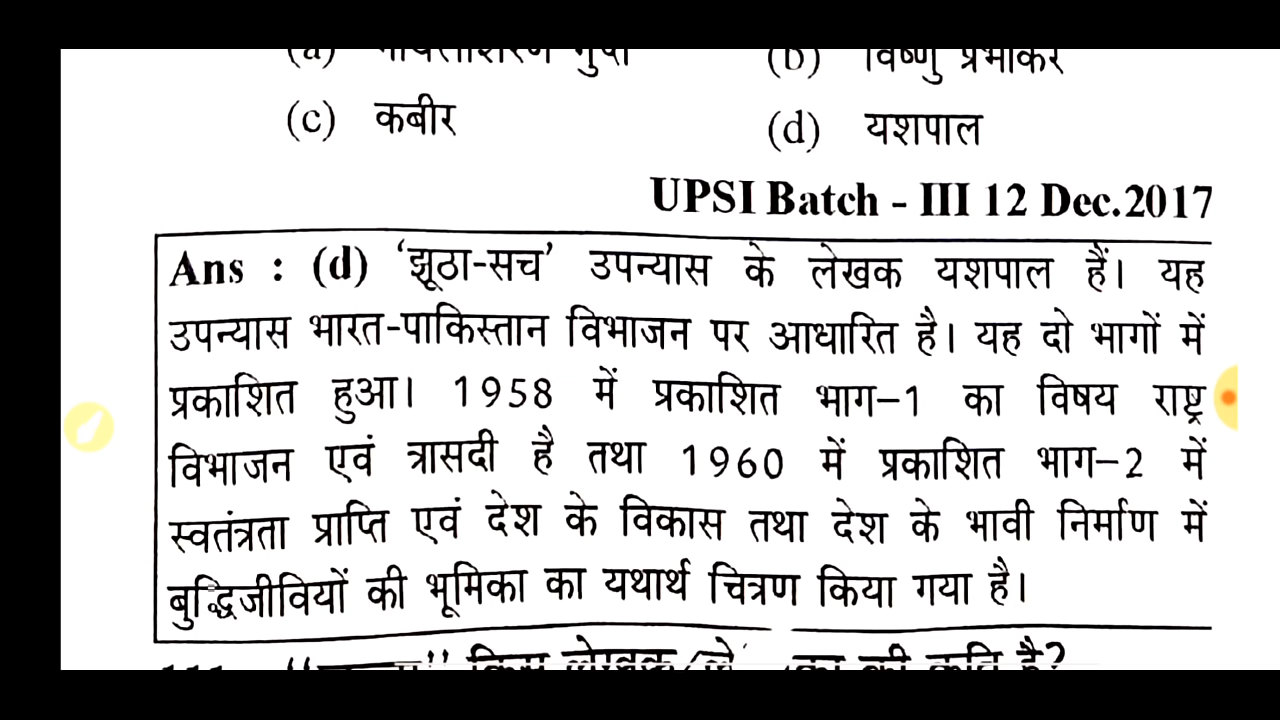 (a) मैथिलीशरण गुप्त (b) विष्णु प्रभाकर
(c) कबीर (d) यशपाल
UPSI Batch - III 12 Dec.2017
Ans : (d) ‘झूठा-सच’ उपन्यास के लेखक यशपाल हैं। यह
उपन्यास भारत-पाकिस्तान विभाजन पर आधारित है। यह दो भागों में
प्रकाशित हुआ। 1958 में प्रकाशित भाग–1 का विषय राष्ट्र
विभाजन एवं त्रासदी है तथा 1960 में प्रकाशित भाग–2 में
स्वतंत्रता प्राप्ति एवं देश के विकास तथा देश के भावी निर्माण में
बुद्धिजीवियों की भूमिका का यथार्थ चित्रण किया गया है।
किस की कृति है?